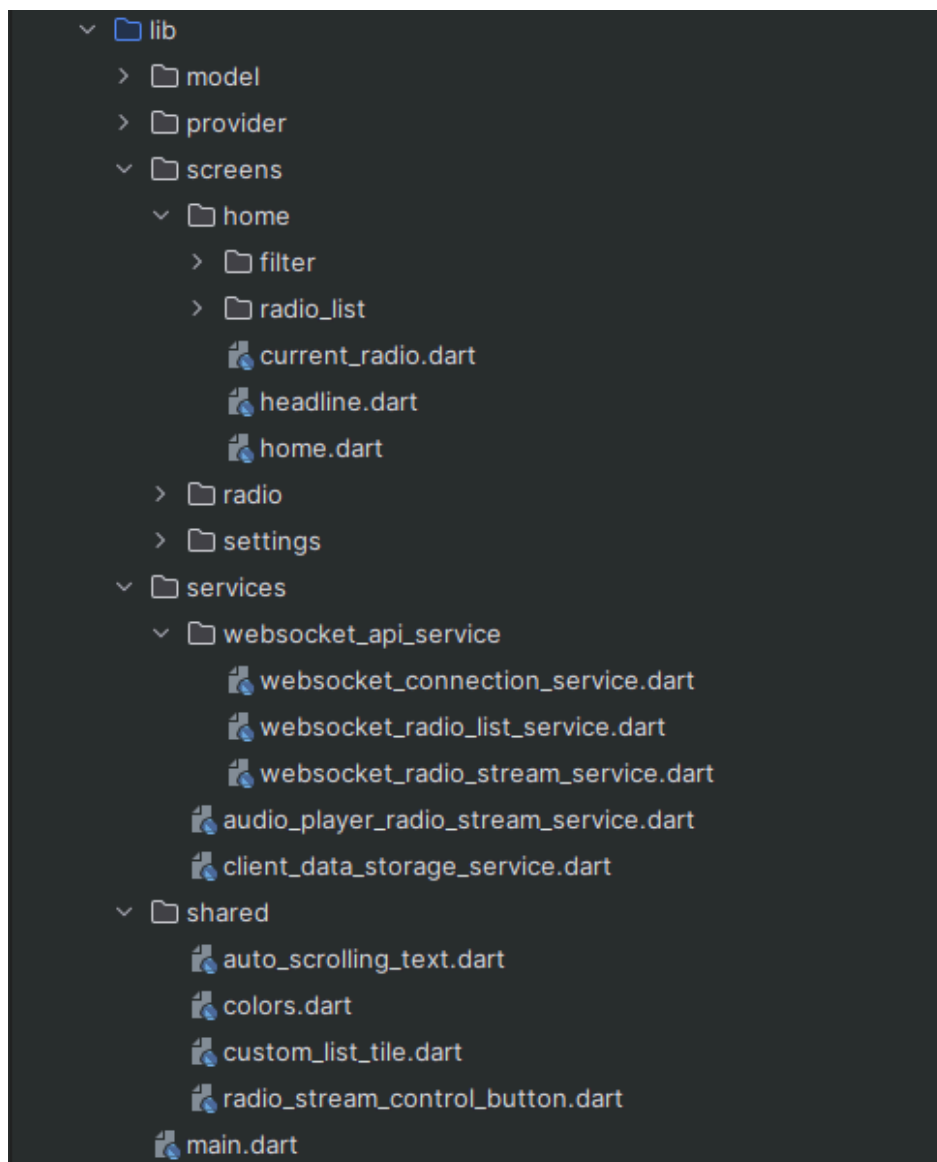 lib
model
provider
screens
home
filter
radio_list
current_radio.dart
headline.dart
home.dart
radio
settings
services
websocket_api_service
websocket_connection_service.dart
websocket_radio_list_service.dart
websocket_radio_stream_service.dart
audio_player_radio_stream_service.dart
client_data_storage_service.dart
shared
auto_scrolling_text.dart
colors.dart
custom_list_tile.dart
radio_stream_control_button.dart
main.dart